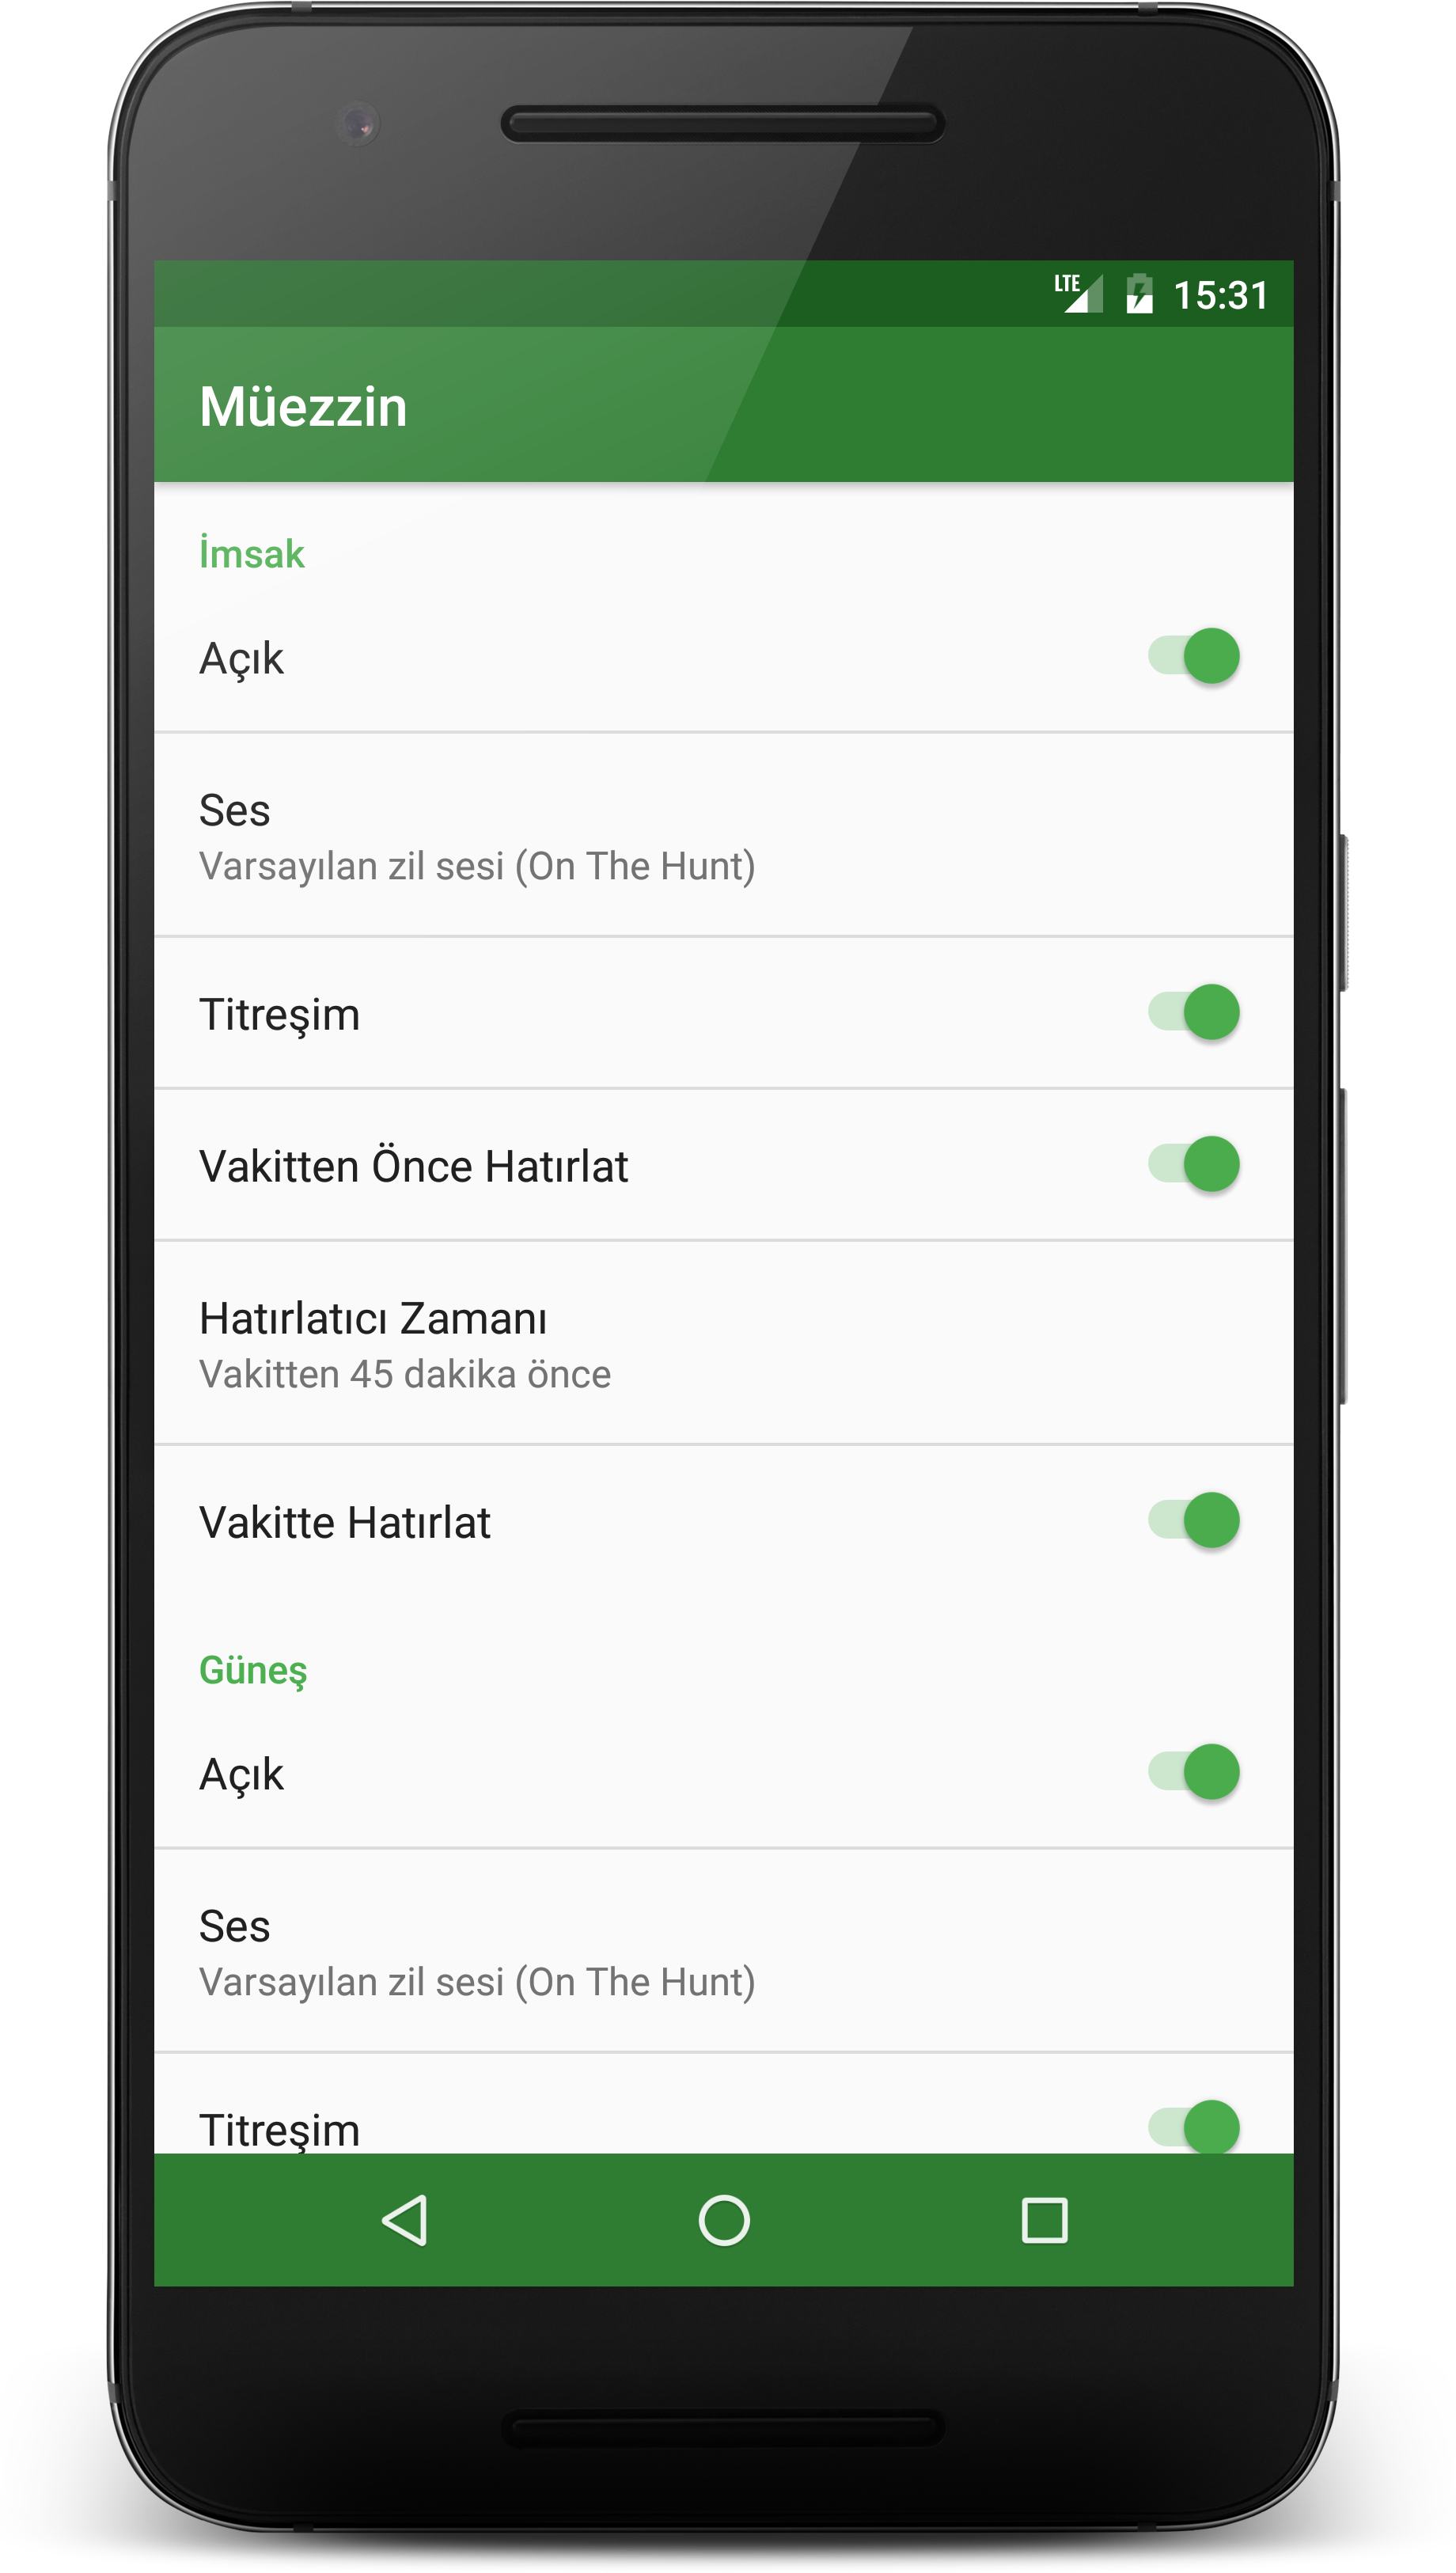 LTE 15:31
Müezzin
İmsak
Açık
Ses
Varsayılan zil sesi (On The Hunt)
Titreşim
Vakitten Önce Hatırlat
Hatırlatıcı Zamanı
Vakitten 45 dakika önce
Vakitte Hatırlat
Güneş
Açık
Ses
Varsayılan zil sesi (On The Hunt)
Titreşim